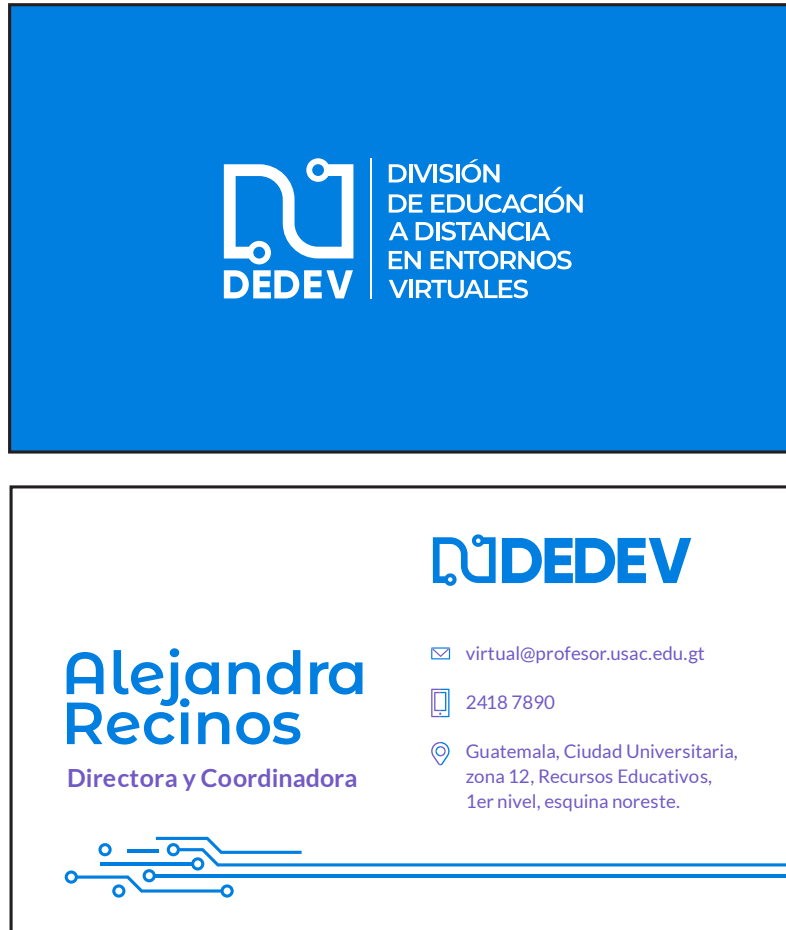 DEDEV
DIVISIÓN
DE EDUCACIÓN
A DISTANCIA
EN ENTORNOS
VIRTUALES
DEDEV
Alejandra
Recinos
Directora y Coordinadora
virtual@profesor.usac.edu.gt
2418 7890
Guatemala, Ciudad Universitaria,
zona 12, Recursos Educativos,
1er nivel, esquina noreste.